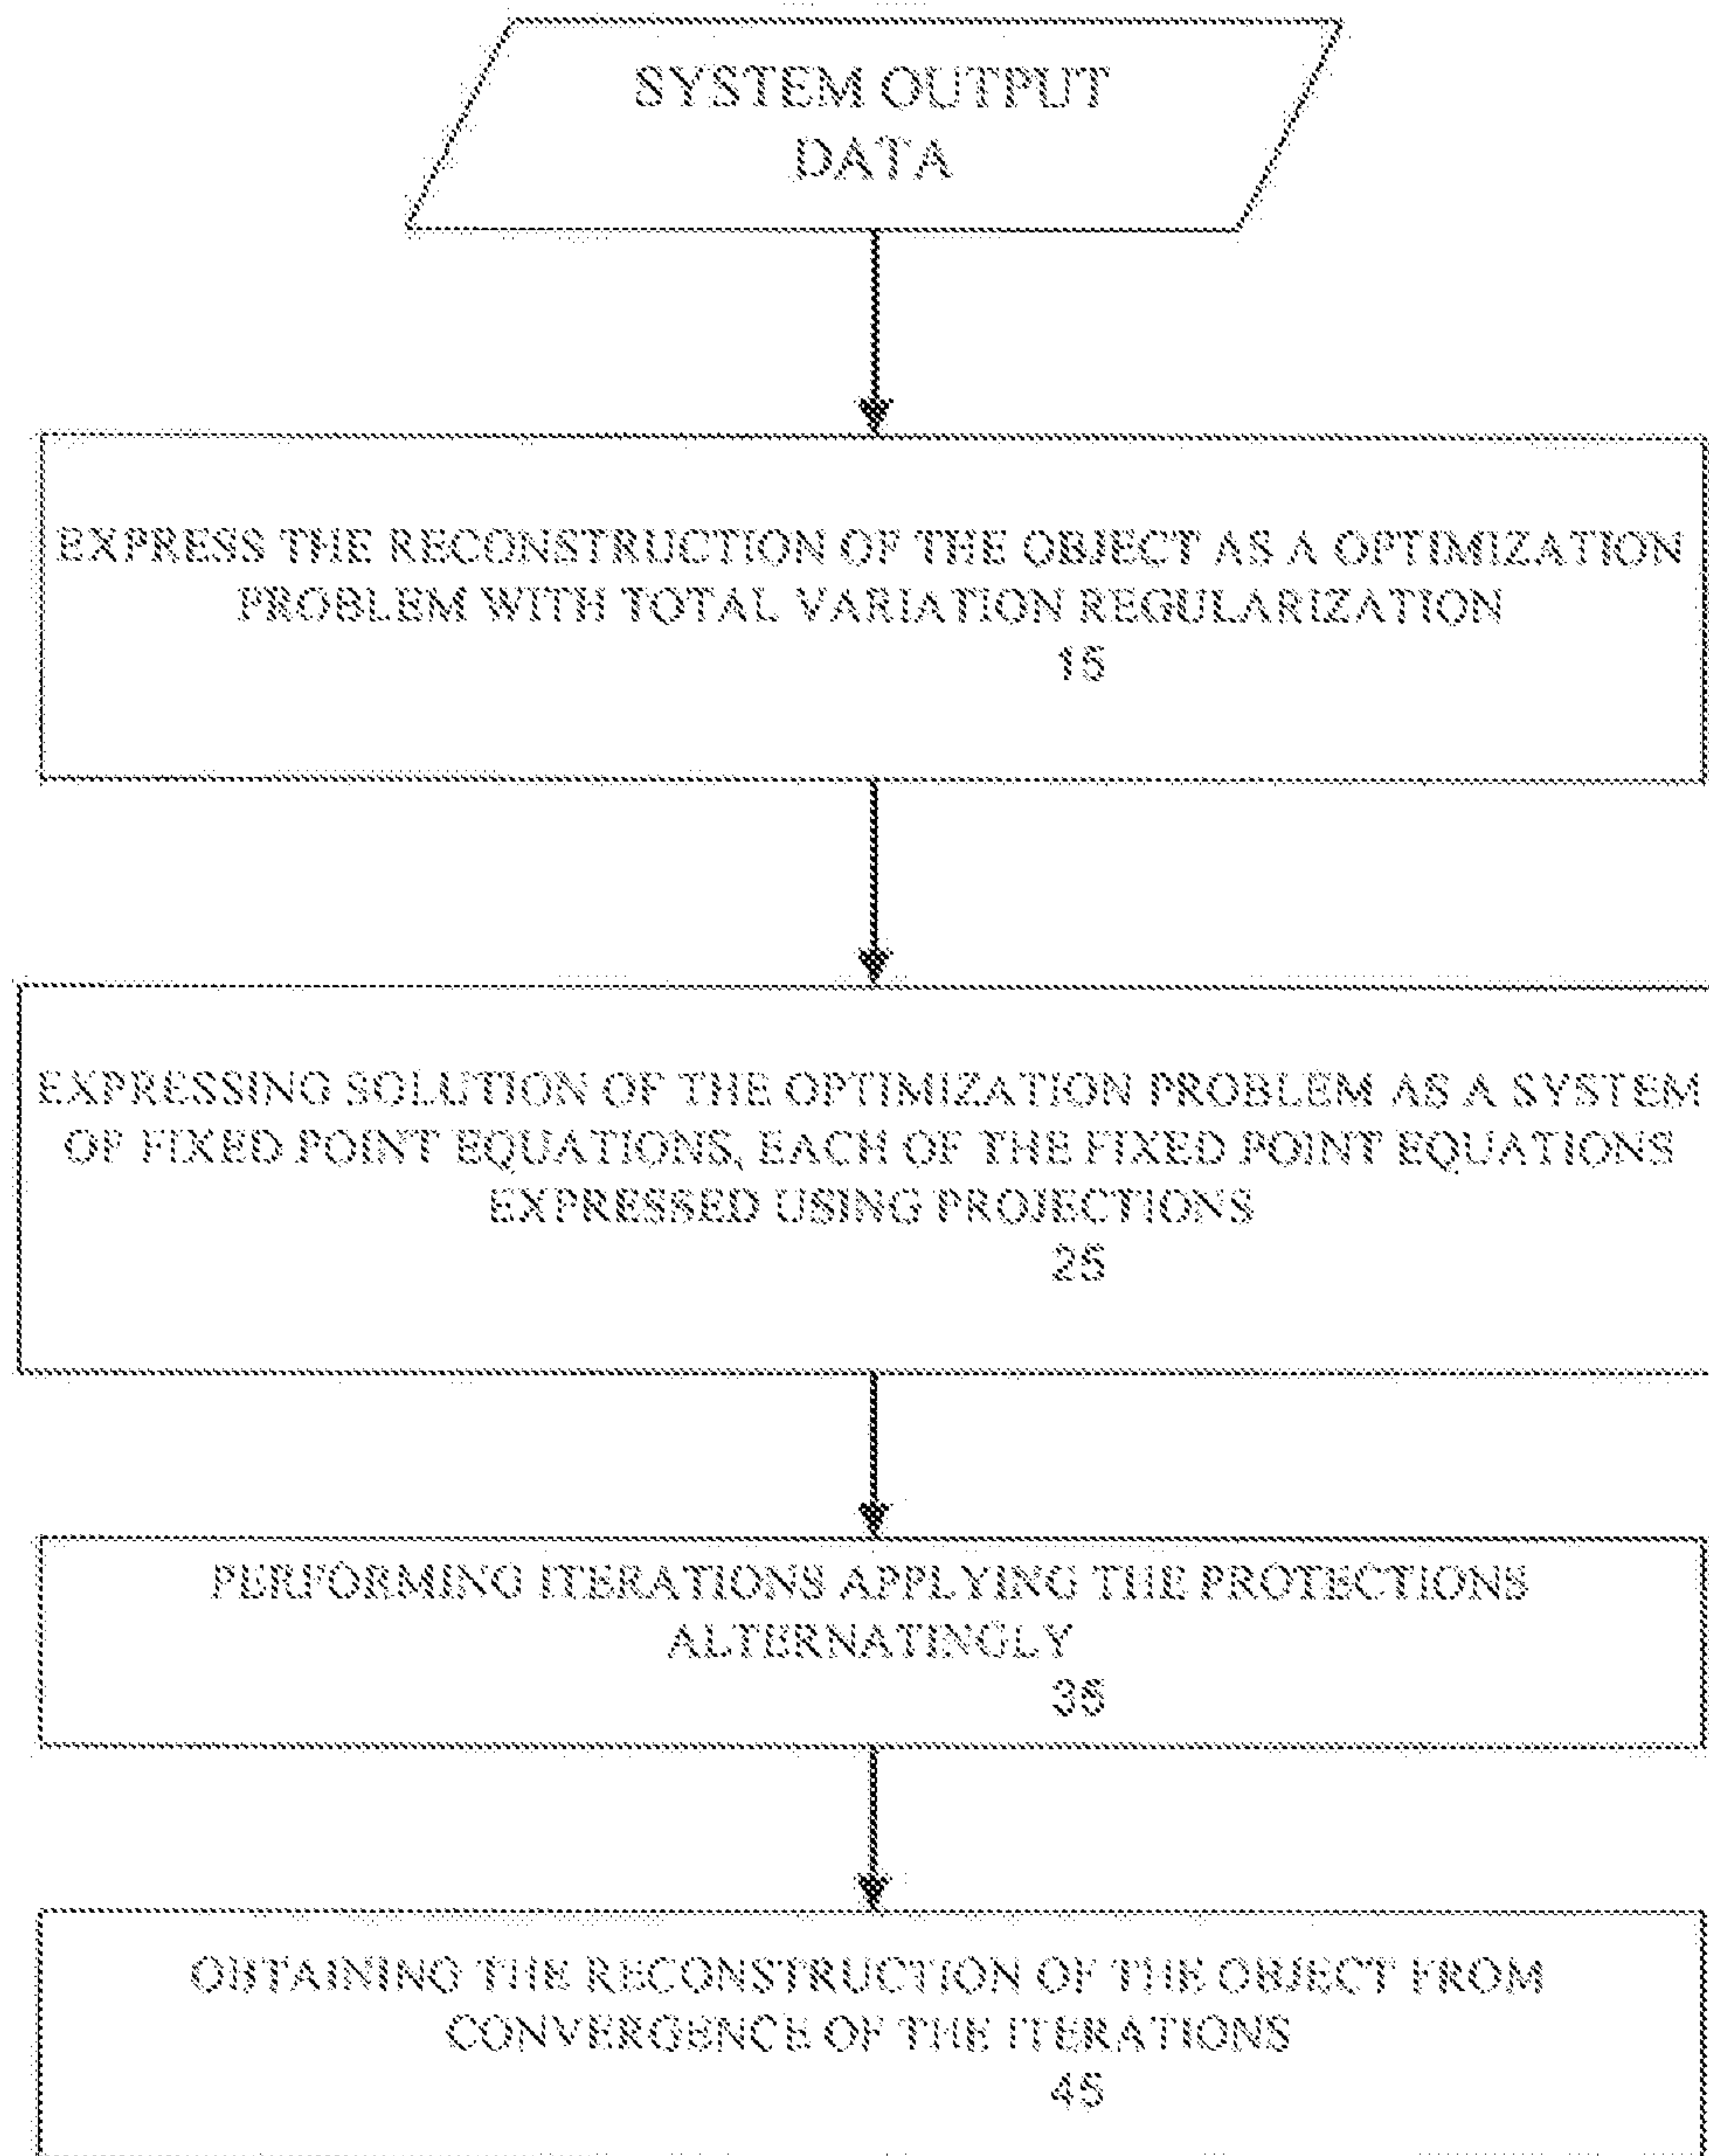 SYSTEM OUTPUT
DATA
EXPRESS THE RECONSTRUCTION OF THE OBJECT AS A OPTIMIZATION
PROBLEM WITH TOTAL VARIATION REGULARIZATION
15
EXPRESSING SOLUTION OF THE OPTIMIZATION PROBLEM AS A SYSTEM
OF FIXED POINT EQUATIONS, EACH OF THE FIXED POINT EQUATIONS
EXPRESSED USING PROJECTIONS
25
PERFORMING ITERATIONS APPLYING THE PROTECTIONS
ALTERNATINGLY
35
OBTAINING THE RECONSTRUCTION OF THE OBJECT FROM
CONVERGENCE OF THE ITERATIONS
45